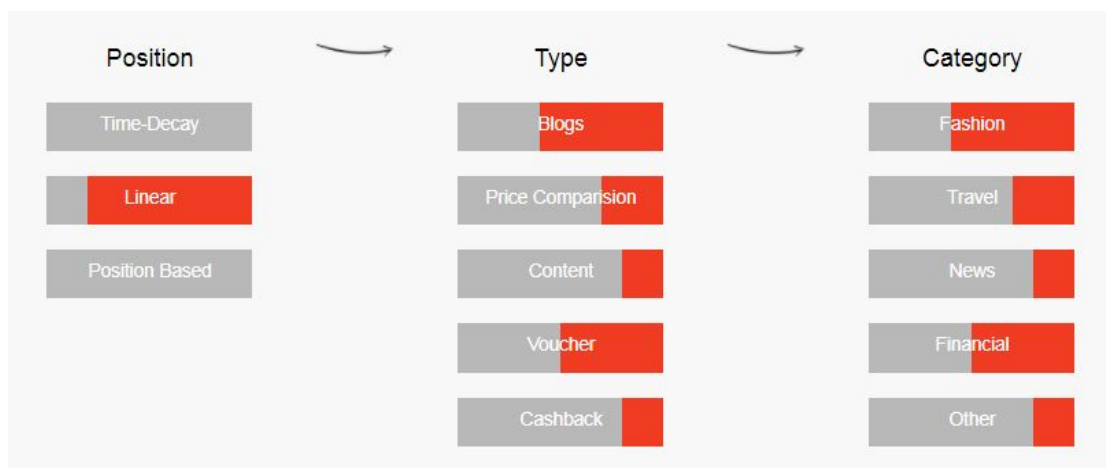 Position
Type
Category
Time-Decay
Blogs
Fashion
Linear
Price Comparision
Travel
Position Based
Content
News
Voucher
Financial
Cashback
Other